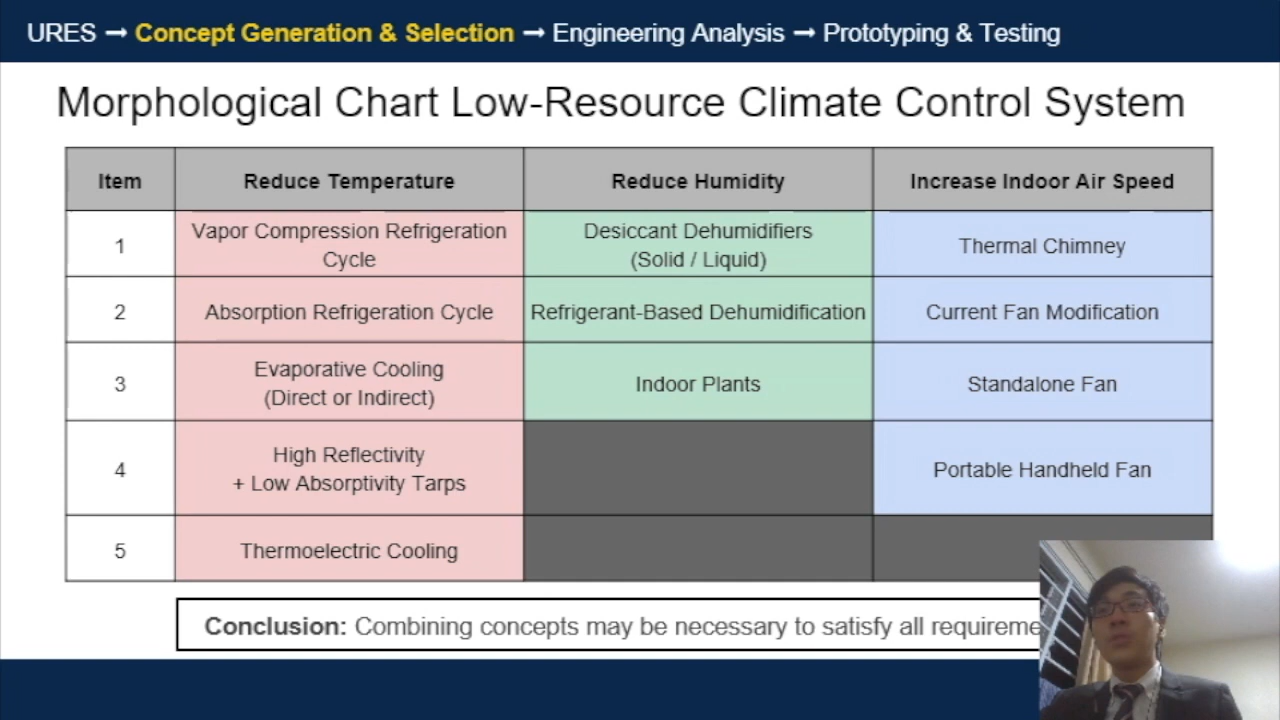 URES → Concept Generation & Selection → Engineering Analysis → Prototyping & Testing
Morphological Chart Low-Resource Climate Control System
Item Reduce Temperature Reduce Humidity Increase Indoor Air Speed
1 Vapor Compression Refrigeration
Cycle Desiccant Dehumidifiers
(Solid / Liquid) Thermal Chimney
2 Absorption Refrigeration Cycle Refrigerant-Based Dehumidification Current Fan Modification
3 Evaporative Cooling
(Direct or Indirect) Indoor Plants Standalone Fan
4 High Reflectivity
+ Low Absorptivity Tarps Portable Handheld Fan
5 Thermoelectric Cooling
Conclusion: Combining concepts may be necessary to satisfy all requireme